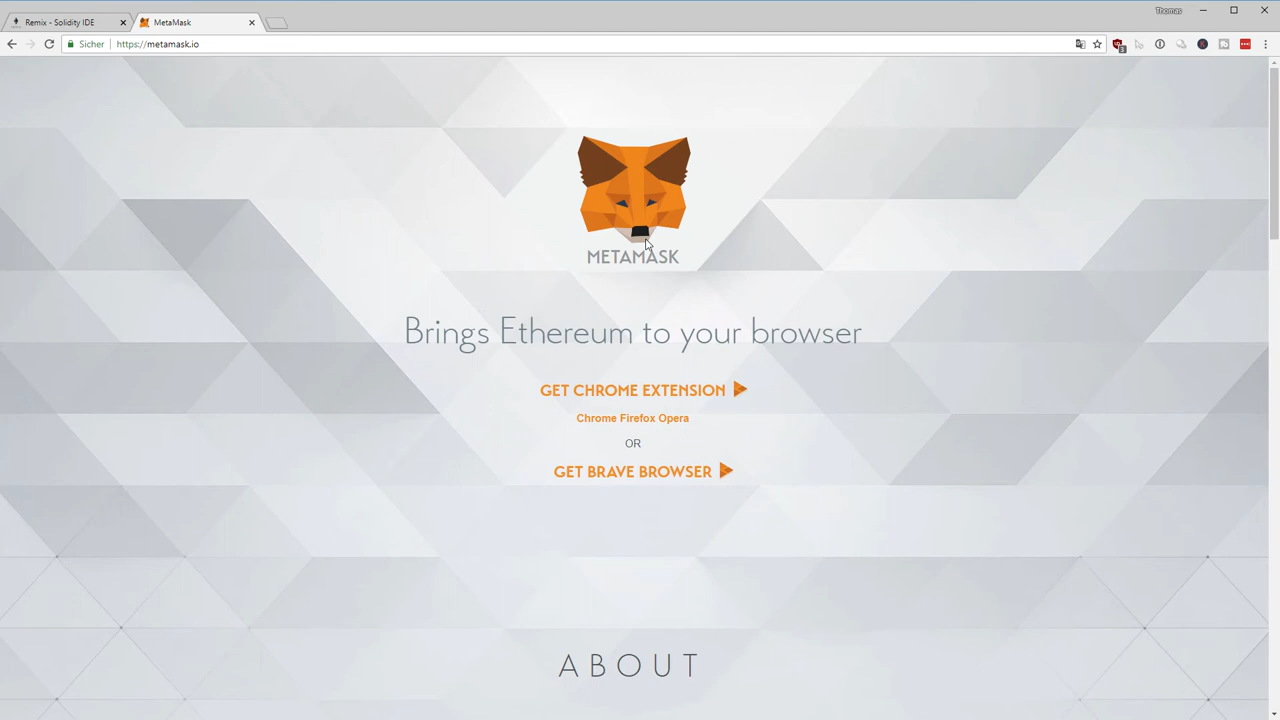 Remix - Solidity IDE
MetaMask
Thomas
Sicher
https://metamask.io
3
METAMASK
Brings Ethereum to your browser
GET CHROME EXTENSION
Chrome Firefox Opera
OR
GET BRAVE BROWSER
ABOUT